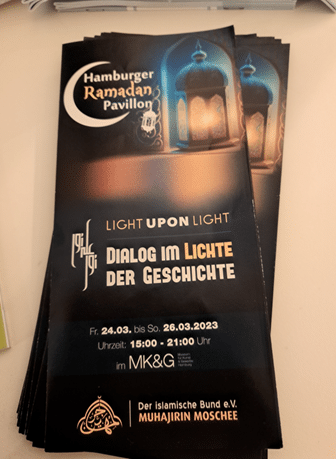 Hamburger
Ramadan
Pavillon
LIGHT UPON LIGHT
DIALOG IM LICHTE
DER GESCHICHTE
Fr. 24.03. bis So. 26.03.2023
Uhrzeit: 15:00 - 21:00 Uhr
im MK&G
Der islamische Bund e.V.
MUHAJIRIN MOSCHEE